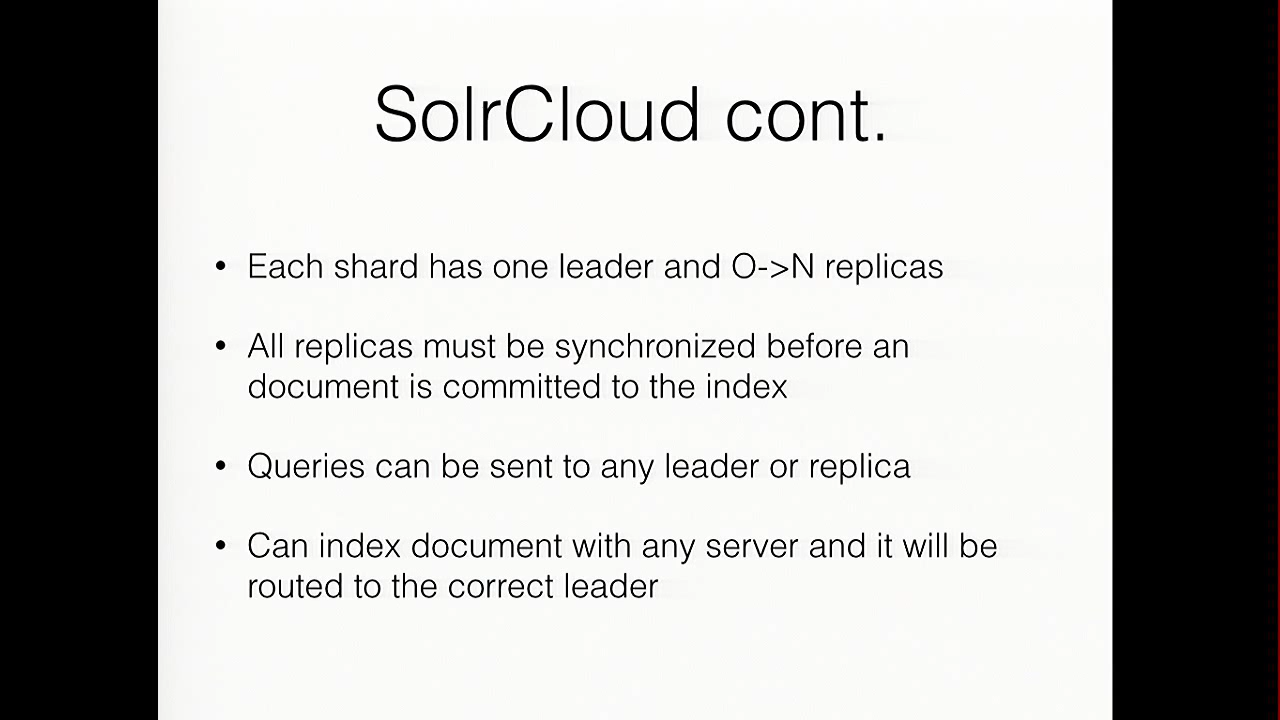 SolrCloud cont.
• Each shard has one leader and O->N replicas
• All replicas must be synchronized before an
document is committed to the index
• Queries can be sent to any leader or replica
• Can index document with any server and it will be
routed to the correct leader